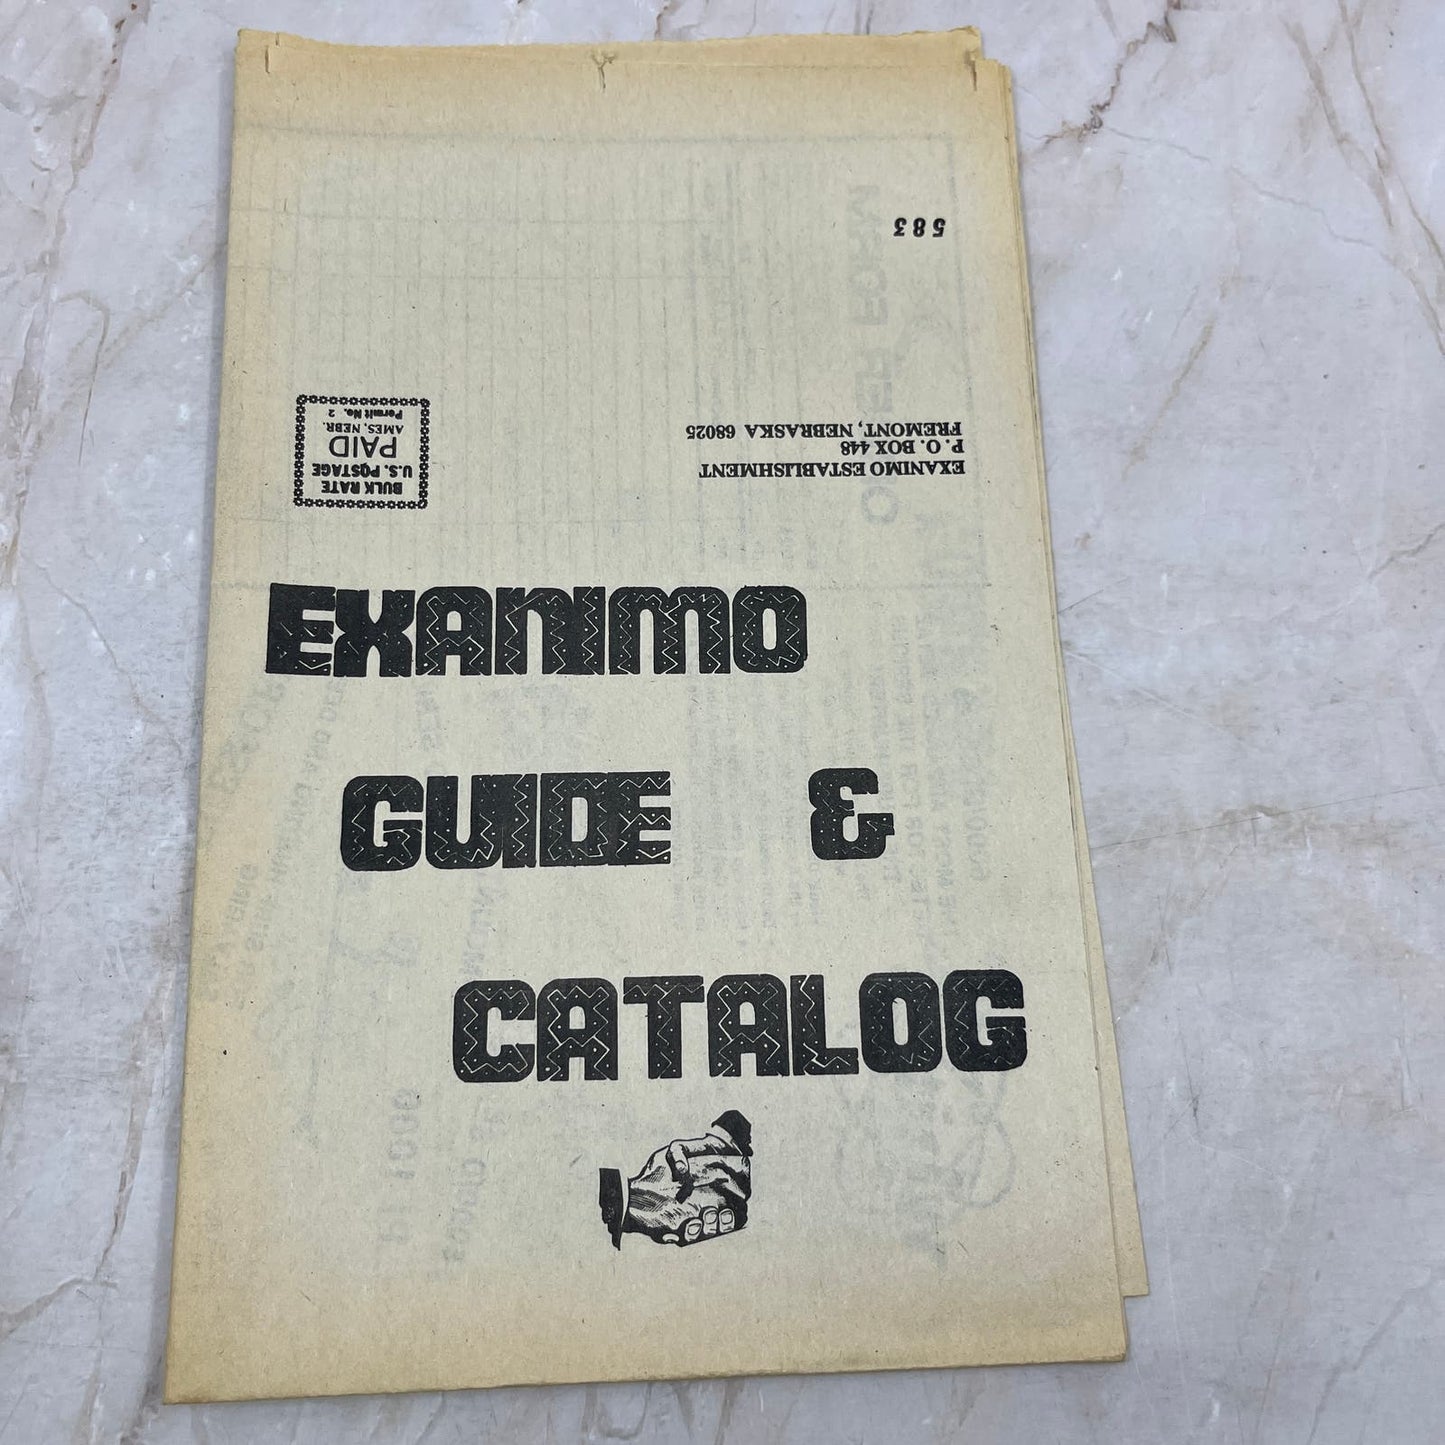 583
EXANIMO ESTABLISHMENT
P. O. BOX 448
FREMONT, NEBRASKA 68025
BULK RATE
U.S. POSTAGE
PAID
AMES, NEBR.
Permit No. 2
EXANIMO
GUIDE &
CATALOG